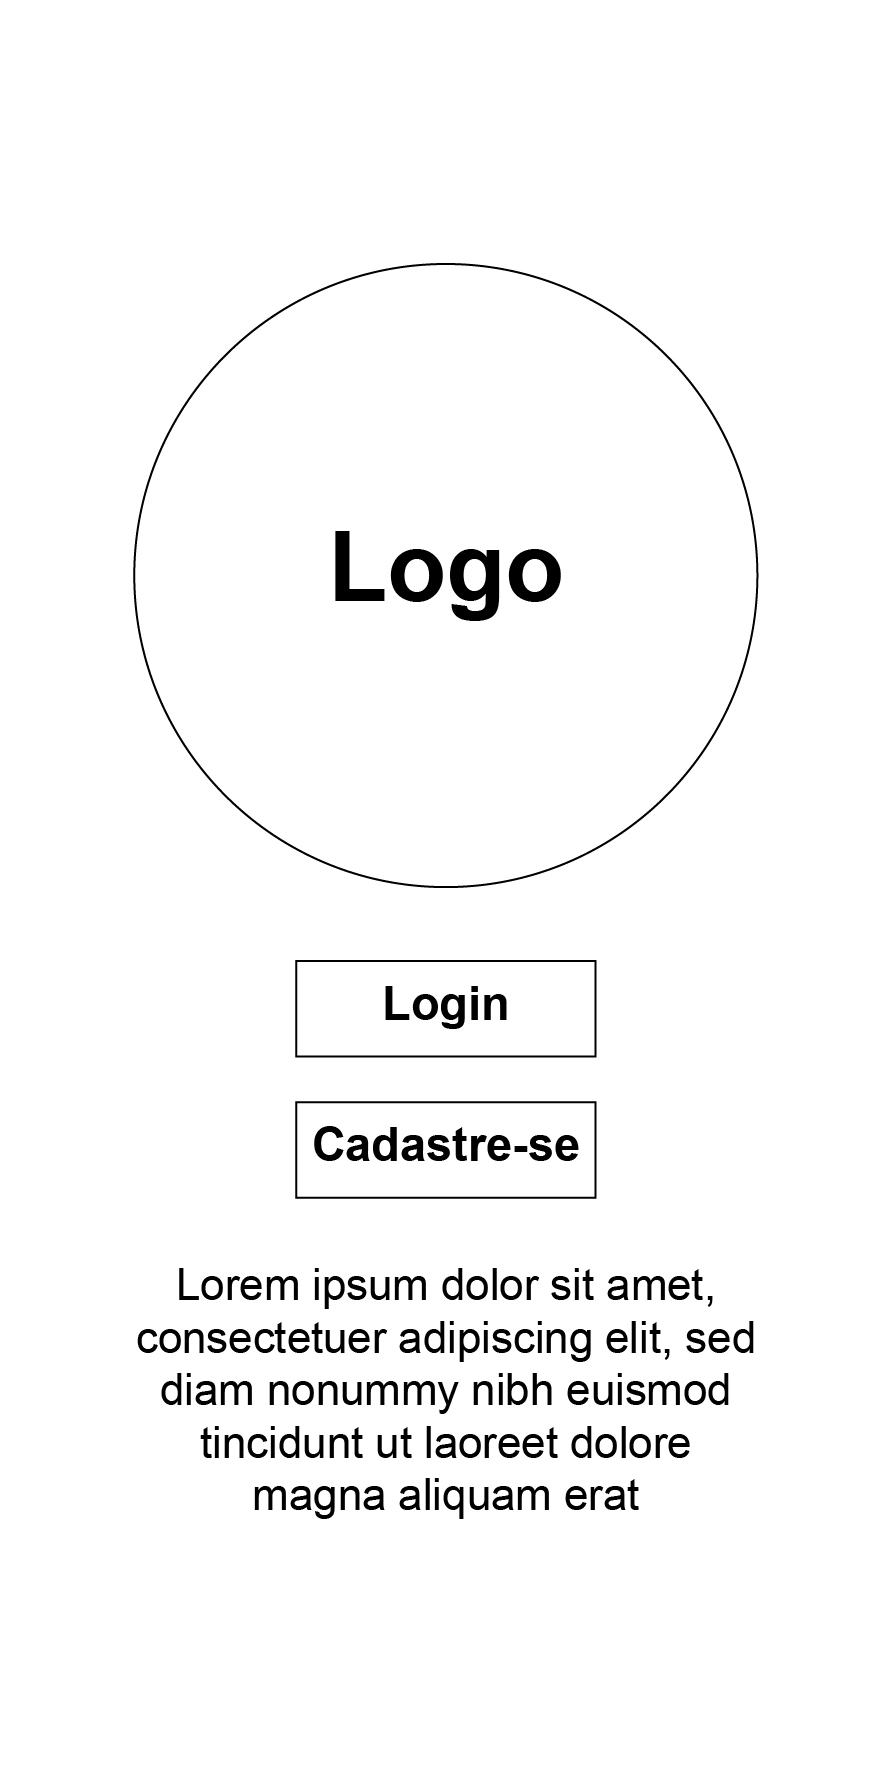 Logo
Login
Cadastre-se
Lorem ipsum dolor sit amet,
consectetuer adipiscing elit, sed
diam nonummy nibh euismod
tincidunt ut laoreet dolore
magna aliquam erat